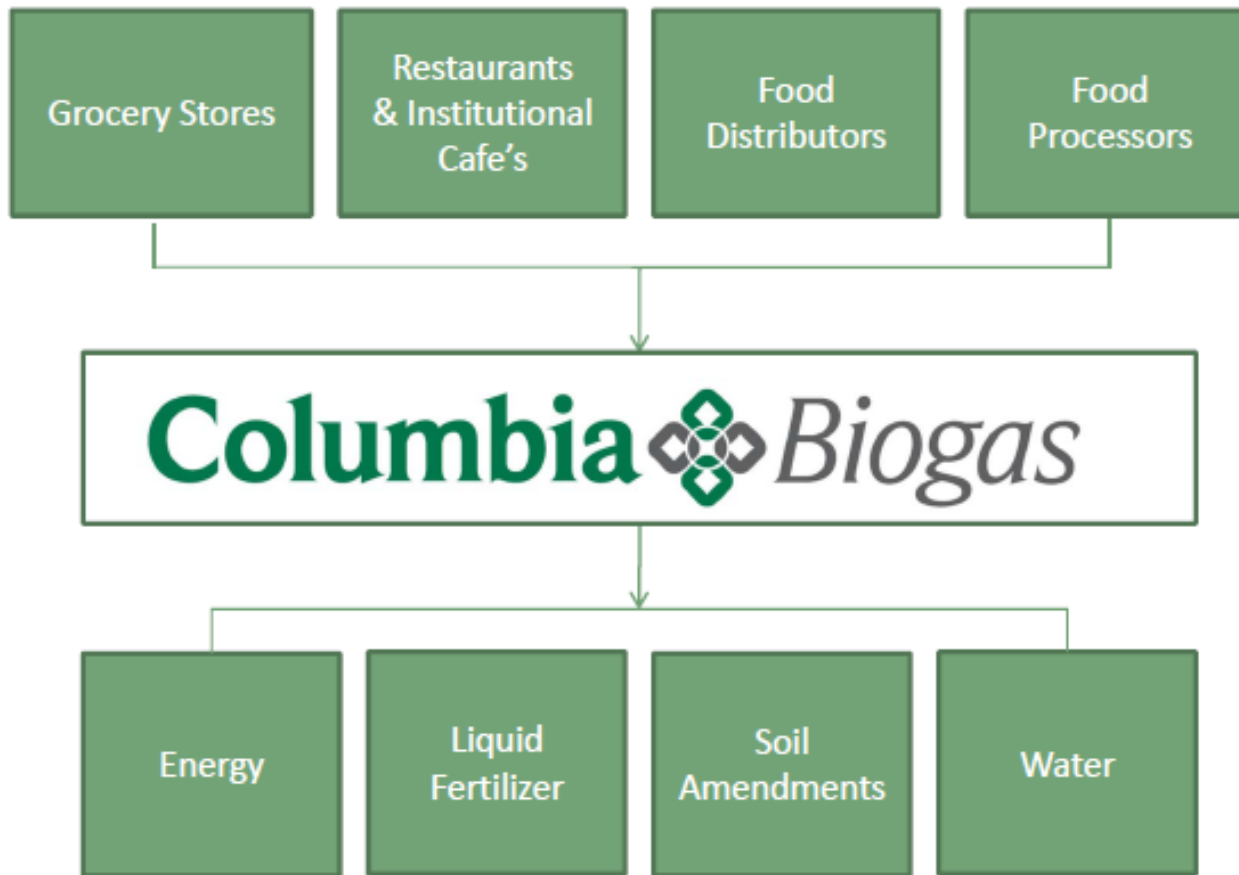 Grocery Stores
Restaurants
& Institutional
Cafe's
Food
Distributors
Food
Processors
Columbia Biogas
Energy
Liquid
Fertilizer
Soil
Amendments
Water